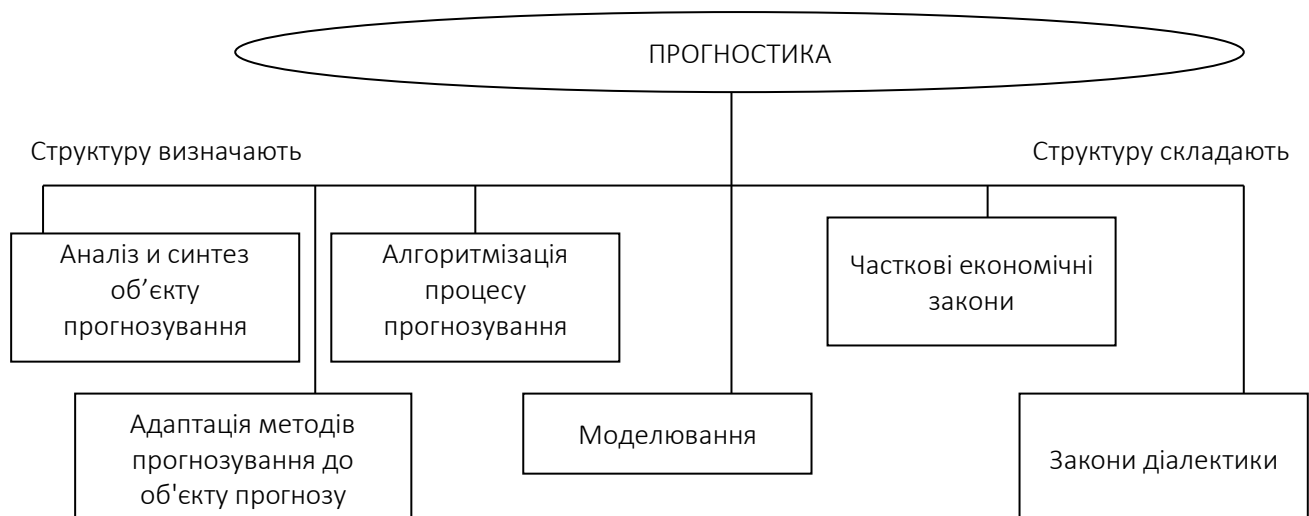 ПРОГНОСТИКА
Структуру визначають
Структуру складають
Аналіз и синтез
об’єкту
прогнозування
Алгоритмізація
процесу
прогнозування
Часткові економічні
закони
Адаптація методів
прогнозування до
об'єкту прогнозу
Моделювання
Закони діалектики